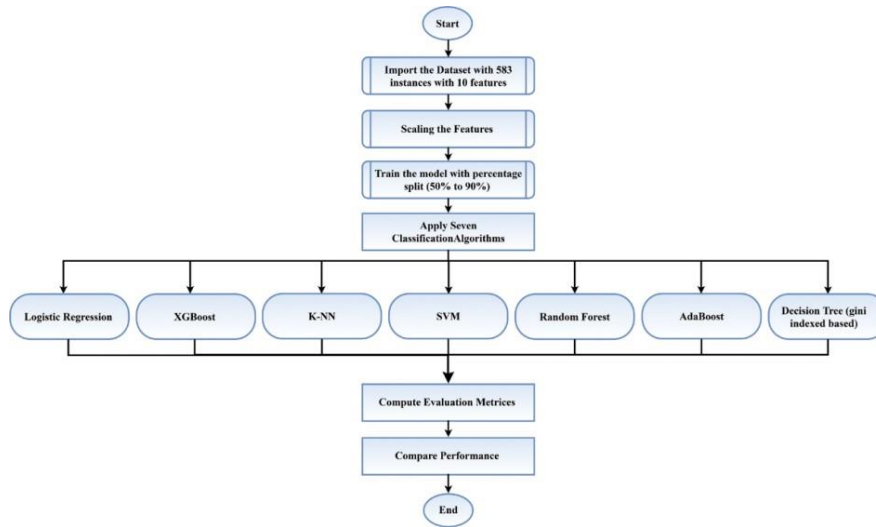 Start
Import the Dataset with 583
instances with 10 features
Scaling the Features
Train the model with percentage
split (50% to 90%)
Apply Seven
ClassificationAlgorithms
Logistic Regression
XGBoost
K-NN
SVM
Random Forest
AdaBoost
Decision Tree (gini
indexed based)
Compute Evaluation Metrices
Compare Performance
End